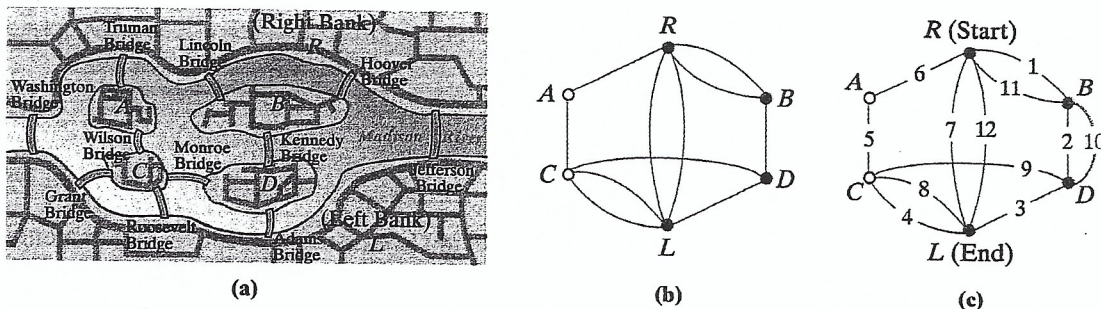 (Right Bank)
Truman
Bridge
Lincoln
Bridge
R
Hoover
Bridge
Washington
Bridge
A
B
Wilson
Bridge
Monroe
Bridge
Kennedy
Bridge
Madison River
C
D
Jefferson
Bridge
Grant
Bridge
Roosevelt
Bridge
(Left Bank)
L
Adams
Bridge
(a)
R
A
B
C
D
L
(b)
R (Start)
6
1
A
11
B
5
7
12
2
10
C
9
8
D
4
3
L (End)
(c)